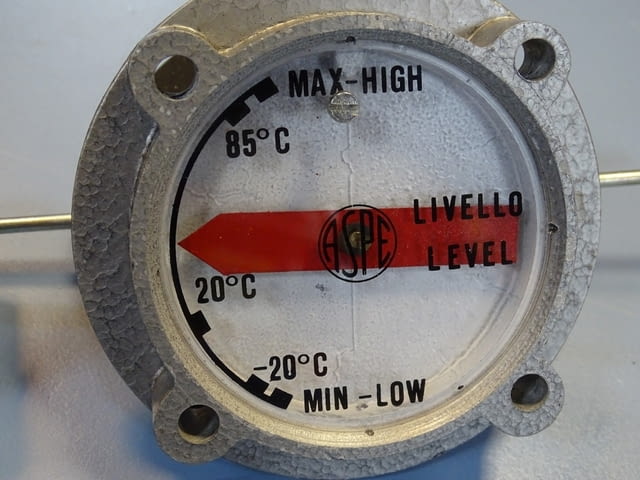 MAX-HIGH
85°C
LIVELLO
ASPE
LEVEL
20°C
-20°C
MIN -LOW